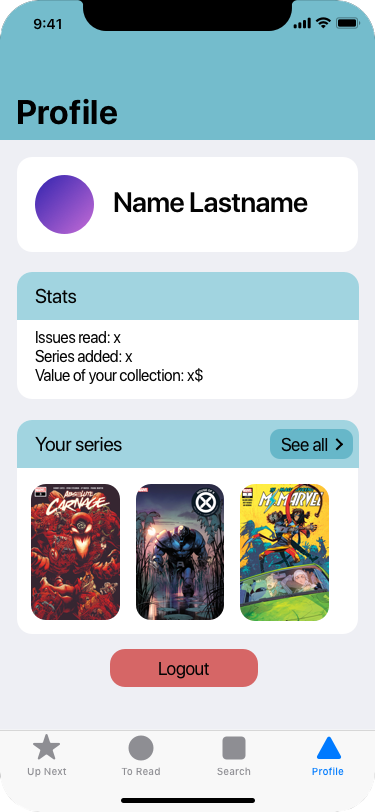 9:41
Profile
Name Lastname
Stats
Issues read: x
Series added: x
Value of your collection: x$
Your series
See all
ABSOLUTE
CARNAGE
MS MARVEL
Logout
Up Next
To Read
Search
Profile